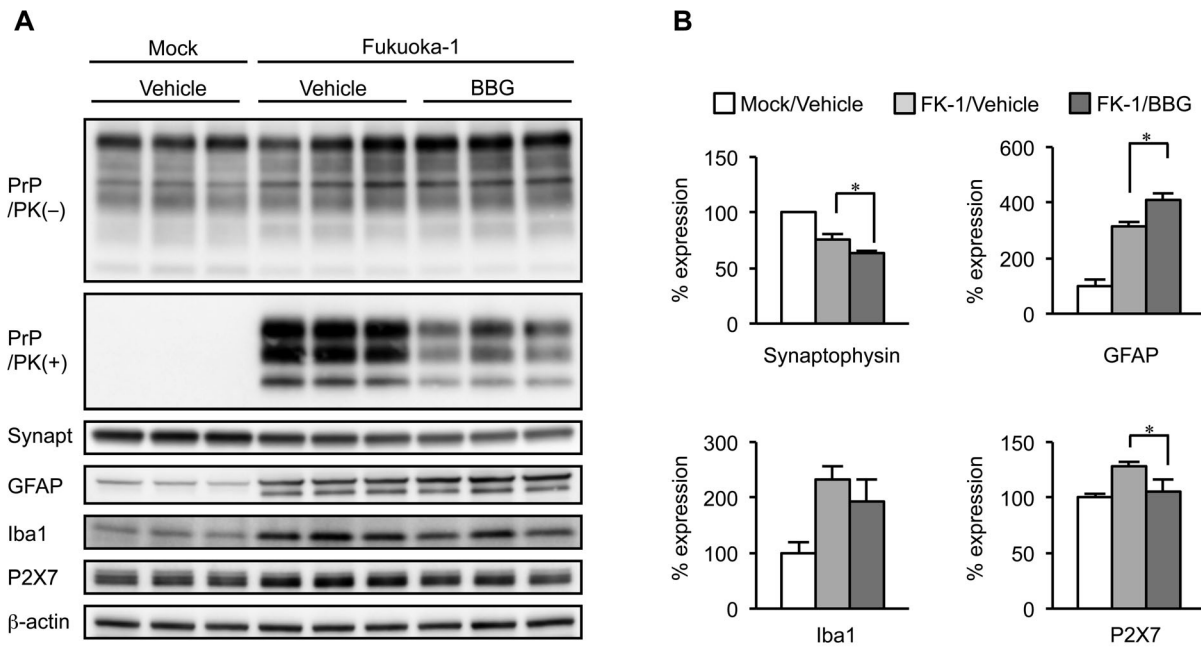 A
Mock
Fukuoka-1
Vehicle
Vehicle
BBG
PrP
/PK(–)
PrP
/PK(+)
Synapt
GFAP
Iba1
P2X7
β-actin
B
Mock/Vehicle
FK-1/Vehicle
FK-1/BBG
% expression
150
100
50
0
*
Synaptophysin
% expression
600
400
200
0
*
GFAP
% expression
300
200
100
0
Iba1
% expression
150
100
50
0
*
P2X7